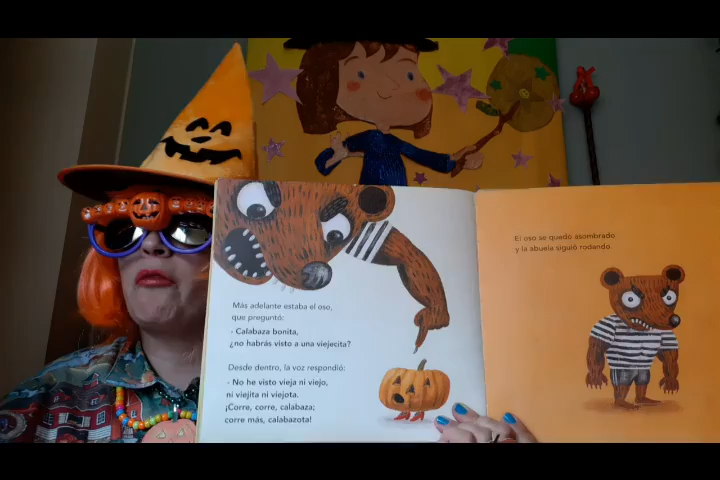 Más adelante estaba el oso,
que preguntó:
- Calabaza bonita,
¿no habrás visto a una viejecita?
Desde dentro, la voz respondió:
- No he visto vieja ni viejo,
ni viejita ni viejota.
¡Corre, corre, calabaza;
corre más, calabazota!
El oso se quedó asombrado
y la abuela siguió rodando.